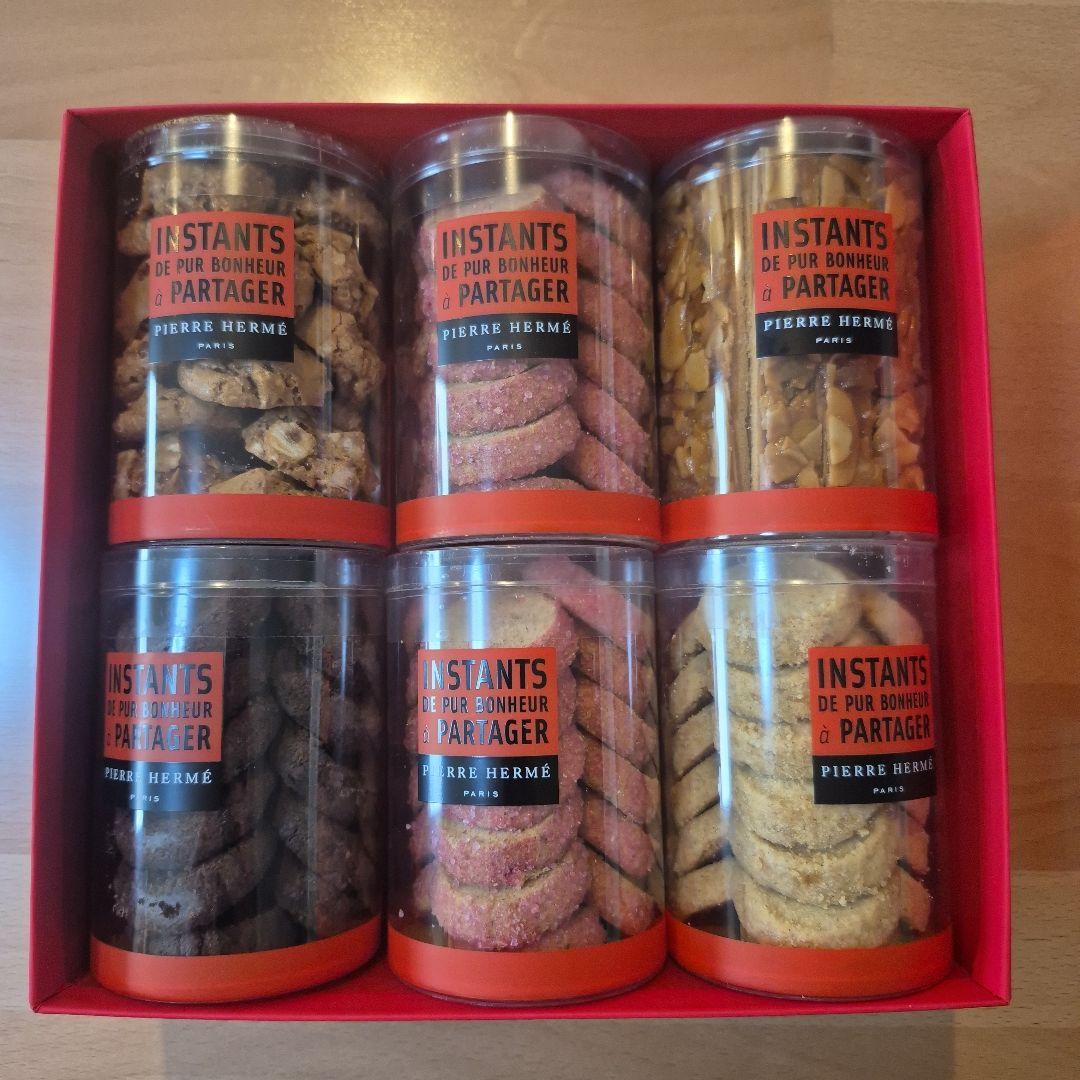 INSTANTS
DE PUR BONHEUR
à PARTAGER
PIERRE HERMÉ
PARIS
INSTANTS
DE PUR BONHEUR
à PARTAGER
PIERRE HERMÉ
PARIS
INSTANTS
DE PUR BONHEUR
à PARTAGER
PIERRE HERMÉ
PARIS
INSTANTS
DE PUR BONHEUR
à PARTAGER
PIERRE HERMÉ
PARIS
INSTANTS
DE PUR BONHEUR
à PARTAGER
PIERRE HERMÉ
PARIS
INSTANTS
DE PUR BONHEUR
à PARTAGER
PIERRE HERMÉ
PARIS